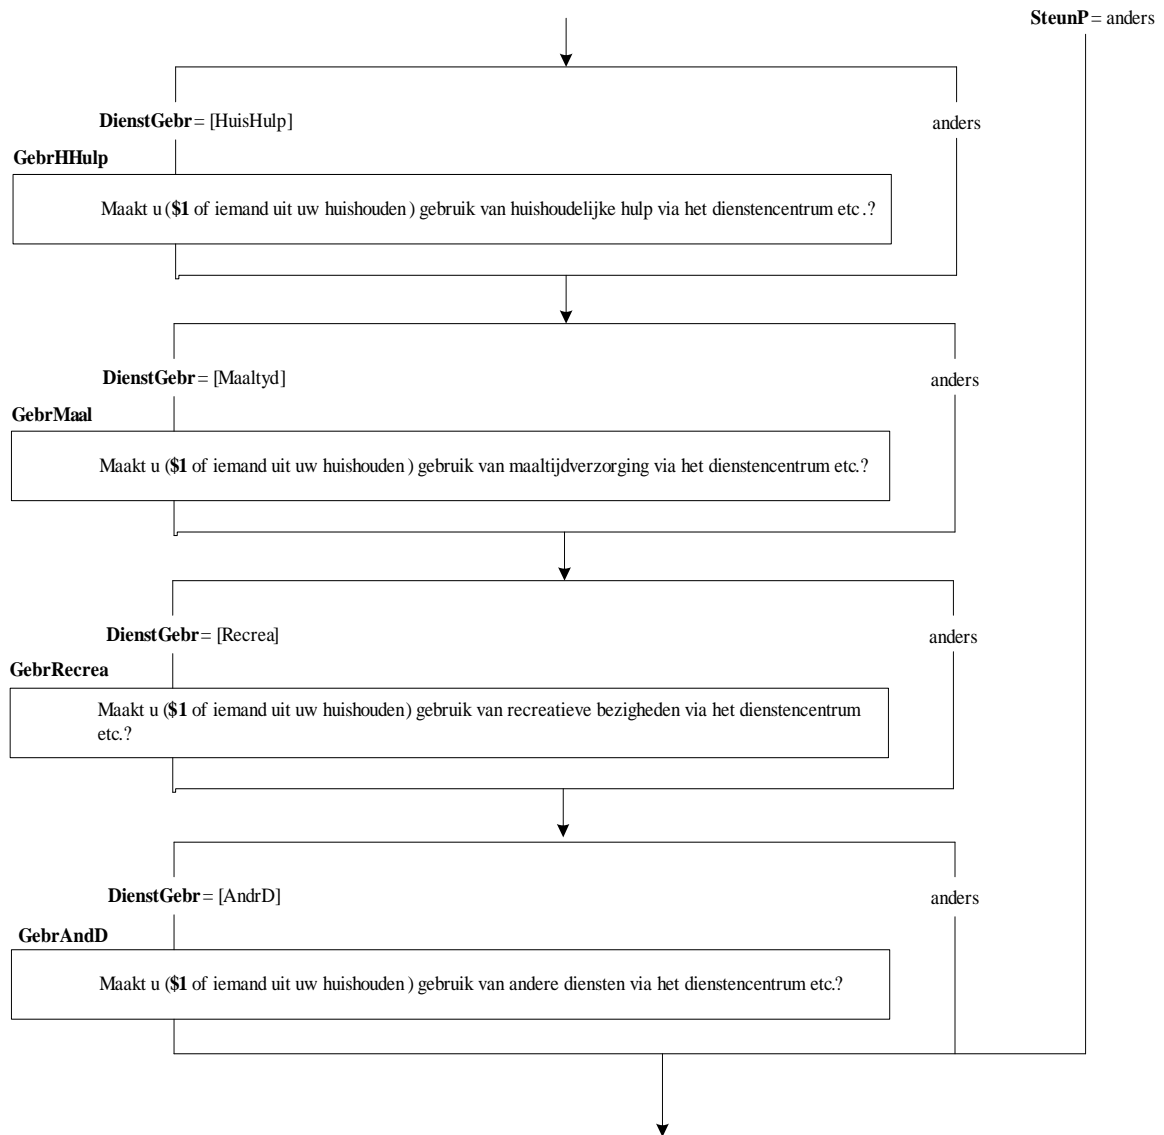 SteunP = anders
DienstGebr = [HuisHulp]
anders
GebrHHulp
Maakt u ($1 of iemand uit uw huishouden) gebruik van huishoudelijke hulp via het dienstencentrum etc.?
DienstGebr = [Maaltyd]
anders
GebrMaal
Maakt u ($1 of iemand uit uw huishouden) gebruik van maaltijdverzorging via het dienstencentrum etc.?
DienstGebr = [Recrea]
anders
GebrRecrea
Maakt u ($1 of iemand uit uw huishouden) gebruik van recreatieve bezigheden via het dienstencentrum
etc.?
DienstGebr = [AndrD]
anders
GebrAndD
Maakt u ($1 of iemand uit uw huishouden) gebruik van andere diensten via het dienstencentrum etc.?